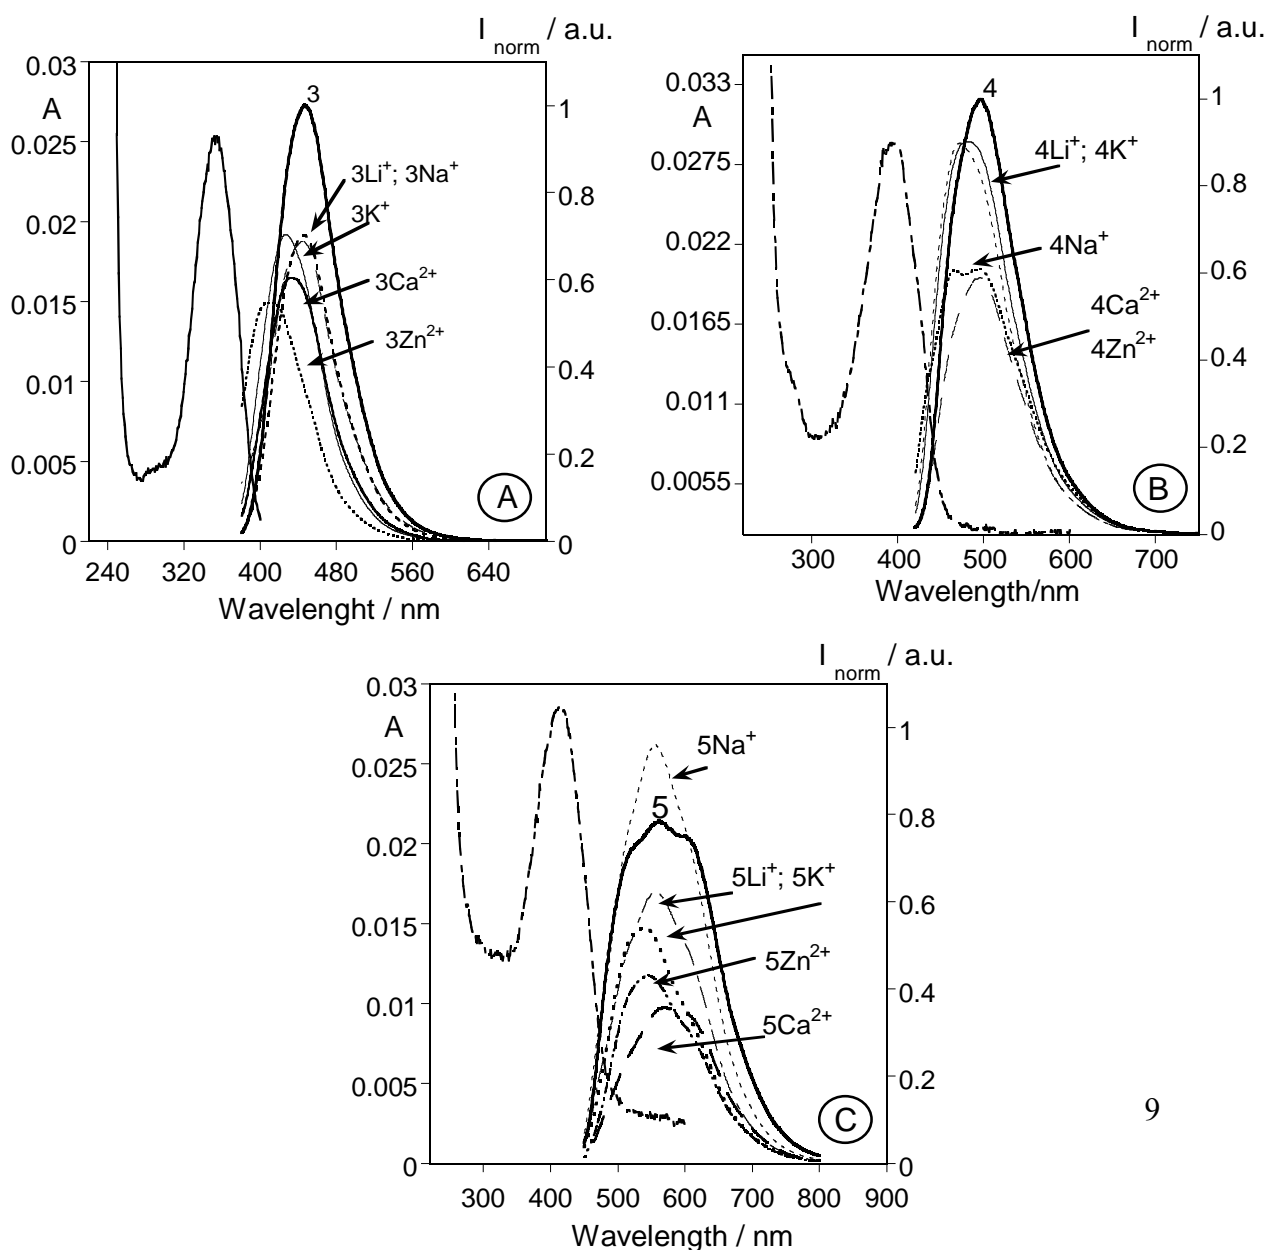 I norm / a.u.
0.03
A
0.025
0.02
0.015
0.01
0.005
0
240 320 400 480 560 640
Wavelenght / nm
1
0.8
0.6
0.4
0.2
0
3
3Li⁺; 3Na⁺
3K⁺
3Ca²⁺
3Zn²⁺
A
I norm / a.u.
0.033
A
0.0275
0.022
0.0165
0.011
0.0055
300 400 500 600 700
Wavelength/nm
1
0.8
0.6
0.4
0.2
0
4
4Li⁺; 4K⁺
4Na⁺
4Ca²⁺
4Zn²⁺
B
I norm / a.u.
0.03
A
0.025
0.02
0.015
0.01
0.005
0
300 400 500 600 700 800 900
Wavelength / nm
1
0.8
0.6
0.4
0.2
0
5Na⁺
5
5Li⁺; 5K⁺
5Zn²⁺
5Ca²⁺
C
9